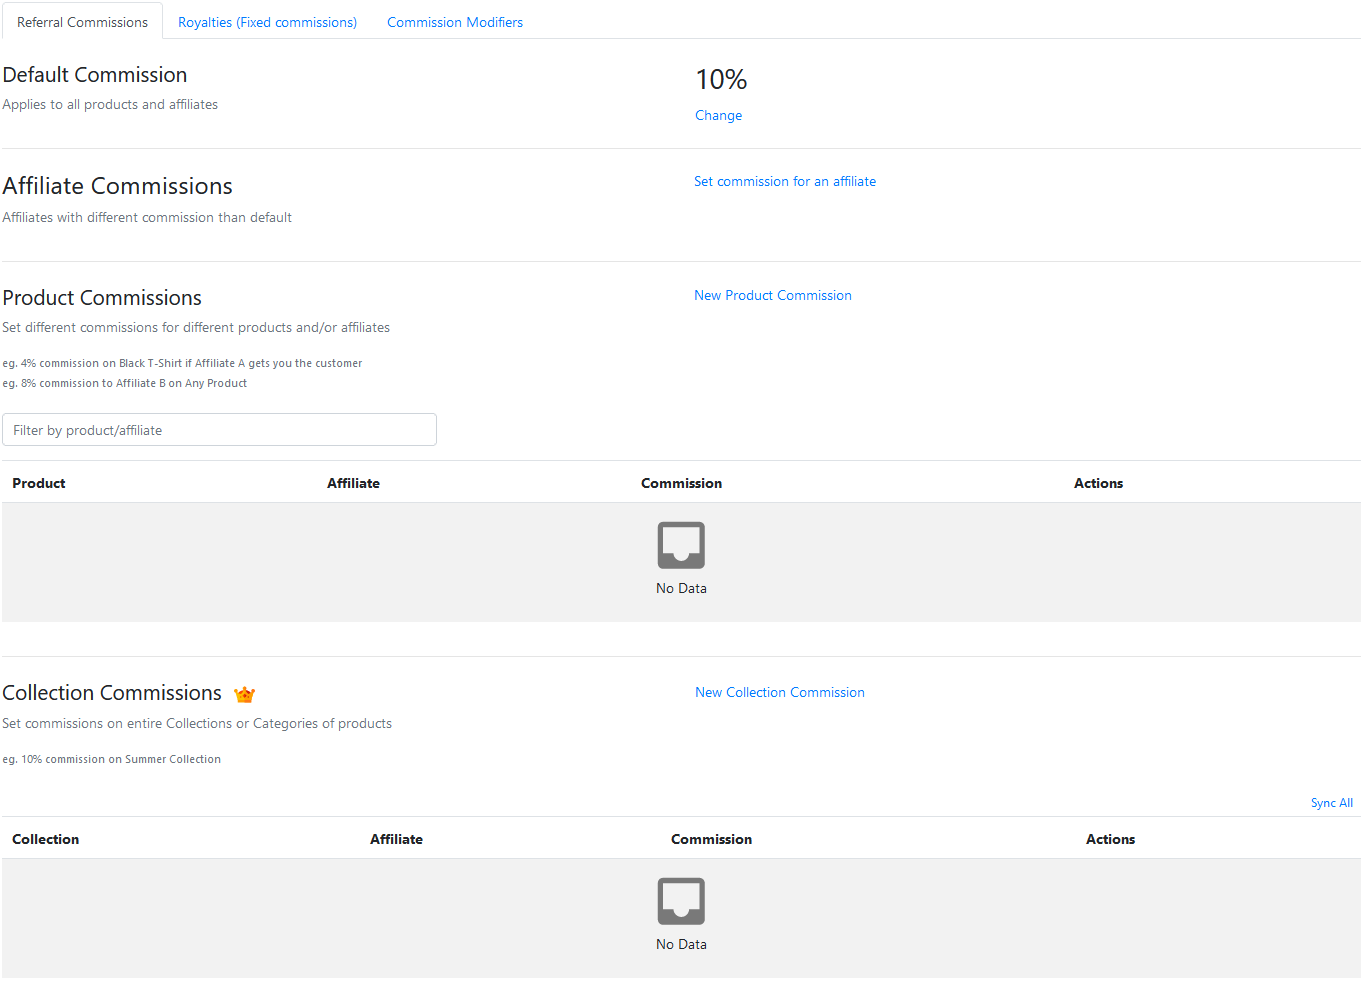 Referral Commissions Royalties (Fixed commissions) Commission Modifiers
Default Commission
10%
Applies to all products and affiliates
Change
Affiliate Commissions
Set commission for an affiliate
Affiliates with different commission than default
Product Commissions
New Product Commission
Set different commissions for different products and/or affiliates
eg. 4% commission on Black T-Shirt if Affiliate A gets you the customer
eg. 8% commission to Affiliate B on Any Product
Filter by product/affiliate
Product Affiliate Commission Actions
No Data
Collection Commissions
New Collection Commission
Set commissions on entire Collections or Categories of products
eg. 10% commission on Summer Collection
Sync All
Collection Affiliate Commission Actions
No Data